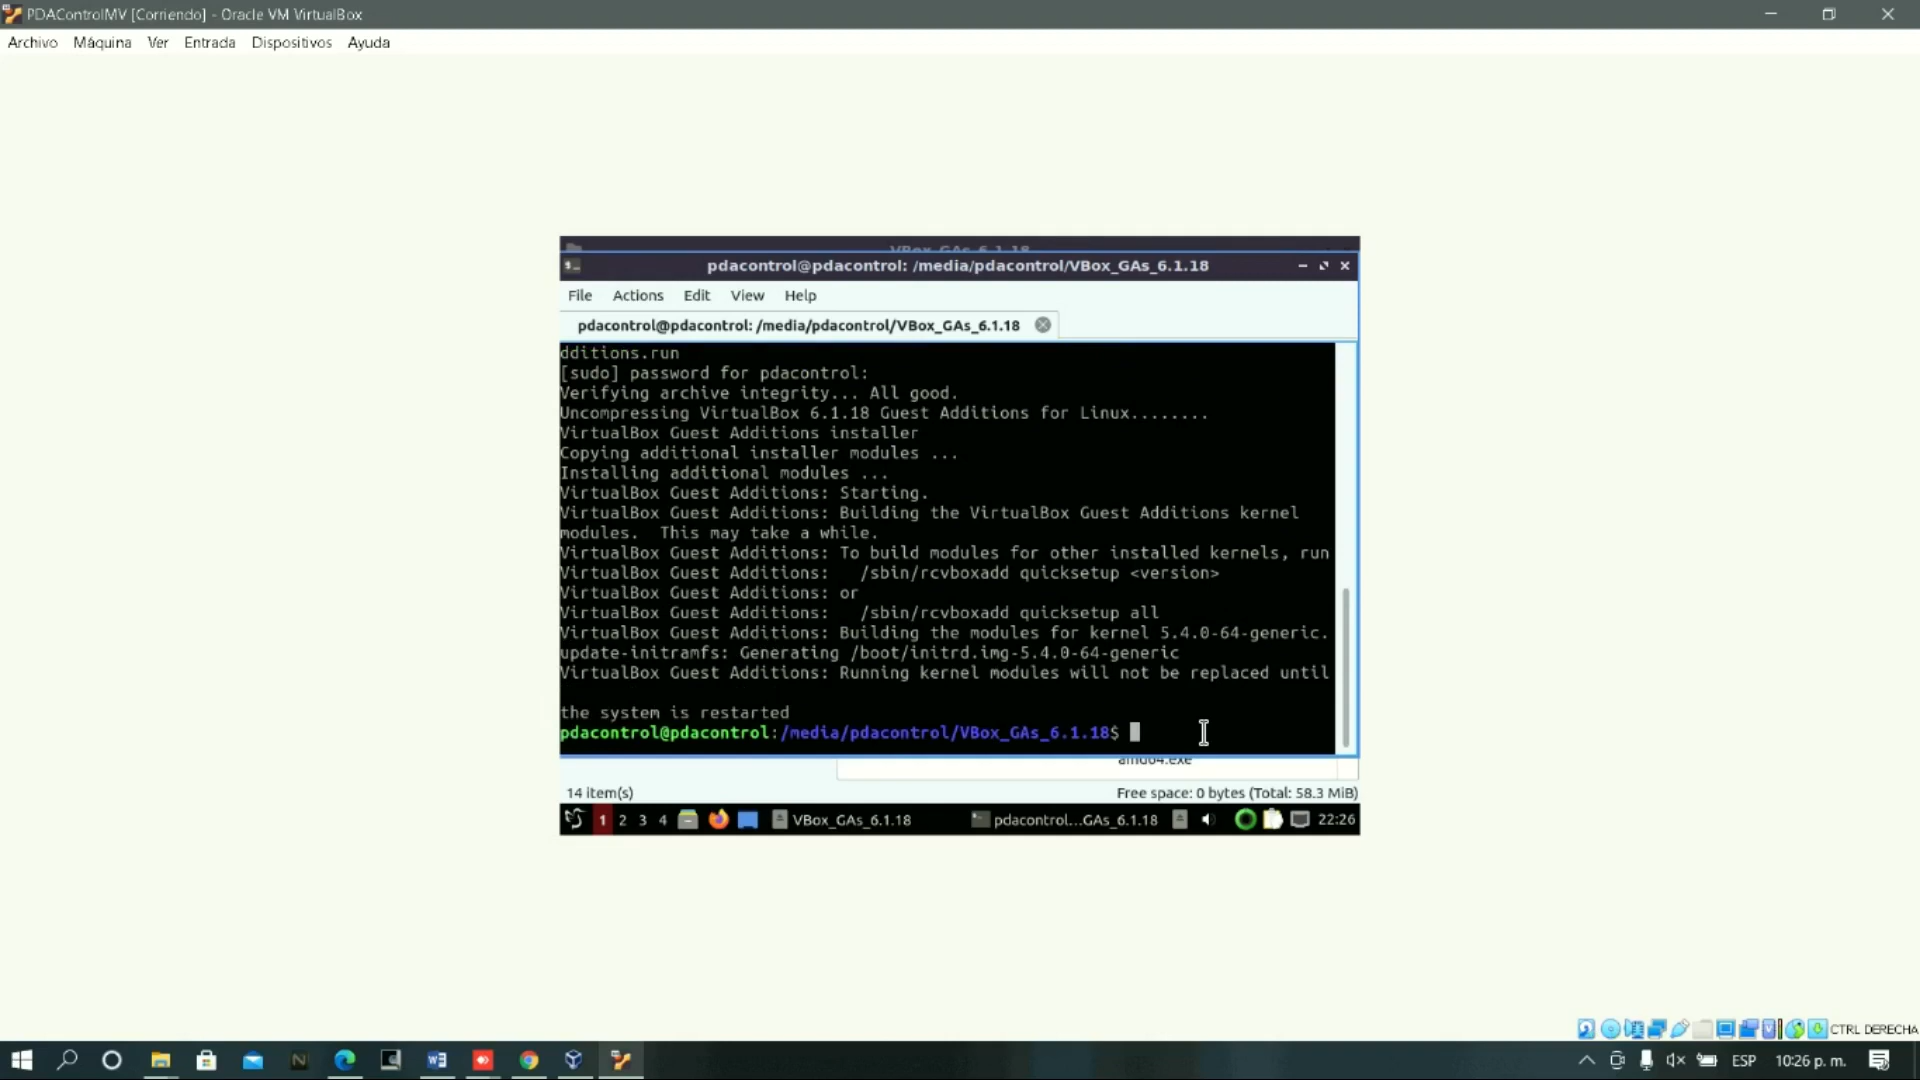 PDAControlMV [Corriendo] - Oracle VM VirtualBox
Archivo Máquina Ver Entrada Dispositivos Ayuda
VBox_GAs_6.1.18
pdacontrol@pdacontrol: /media/pdacontrol/VBox_GAs_6.1.18
File Actions Edit View Help
pdacontrol@pdacontrol: /media/pdacontrol/VBox_GAs_6.1.18
dditions.run
[sudo] password for pdacontrol:
Verifying archive integrity... All good.
Uncompressing VirtualBox 6.1.18 Guest Additions for Linux........
VirtualBox Guest Additions installer
Copying additional installer modules ...
Installing additional modules ...
VirtualBox Guest Additions: Starting.
VirtualBox Guest Additions: Building the VirtualBox Guest Additions kernel
modules.  This may take a while.
VirtualBox Guest Additions: To build modules for other installed kernels, run
VirtualBox Guest Additions:   /sbin/rcvboxadd quicksetup <version>
VirtualBox Guest Additions: or
VirtualBox Guest Additions:   /sbin/rcvboxadd quicksetup all
VirtualBox Guest Additions: Building the modules for kernel 5.4.0-64-generic.
update-initramfs: Generating /boot/initrd.img-5.4.0-64-generic
VirtualBox Guest Additions: Running kernel modules will not be replaced until
the system is restarted
pdacontrol@pdacontrol:/media/pdacontrol/VBox_GAs_6.1.18$
amd64.exe
14 item(s) Free space: 0 bytes (Total: 58.3 MiB)
1 2 3 4 VBox_GAs_6.1.18 pdacontrol...GAs_6.1.18 22:26
CTRL DERECHA
ESP 10:26 p. m.